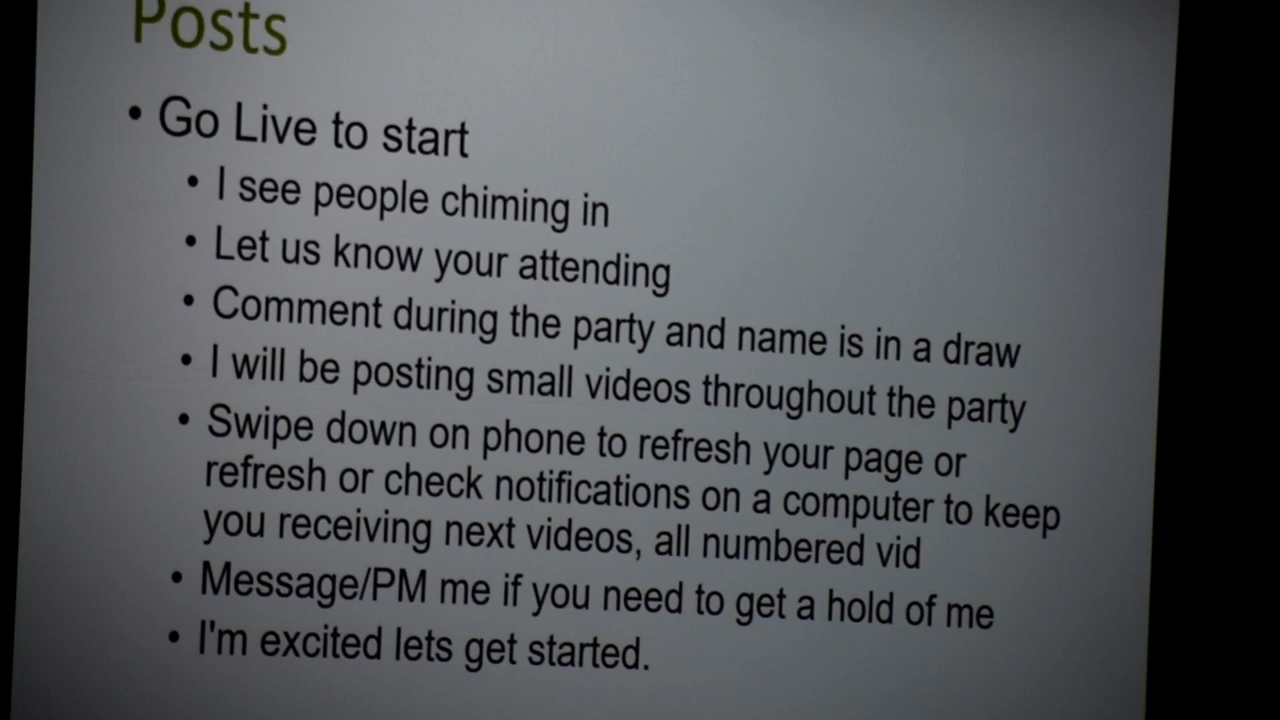 Posts
• Go Live to start
• I see people chiming in
• Let us know your attending
• Comment during the party and name is in a draw
• I will be posting small videos throughout the party
• Swipe down on phone to refresh your page or
refresh or check notifications on a computer to keep
you receiving next videos, all numbered vid
• Message/PM me if you need to get a hold of me
• I'm excited lets get started.